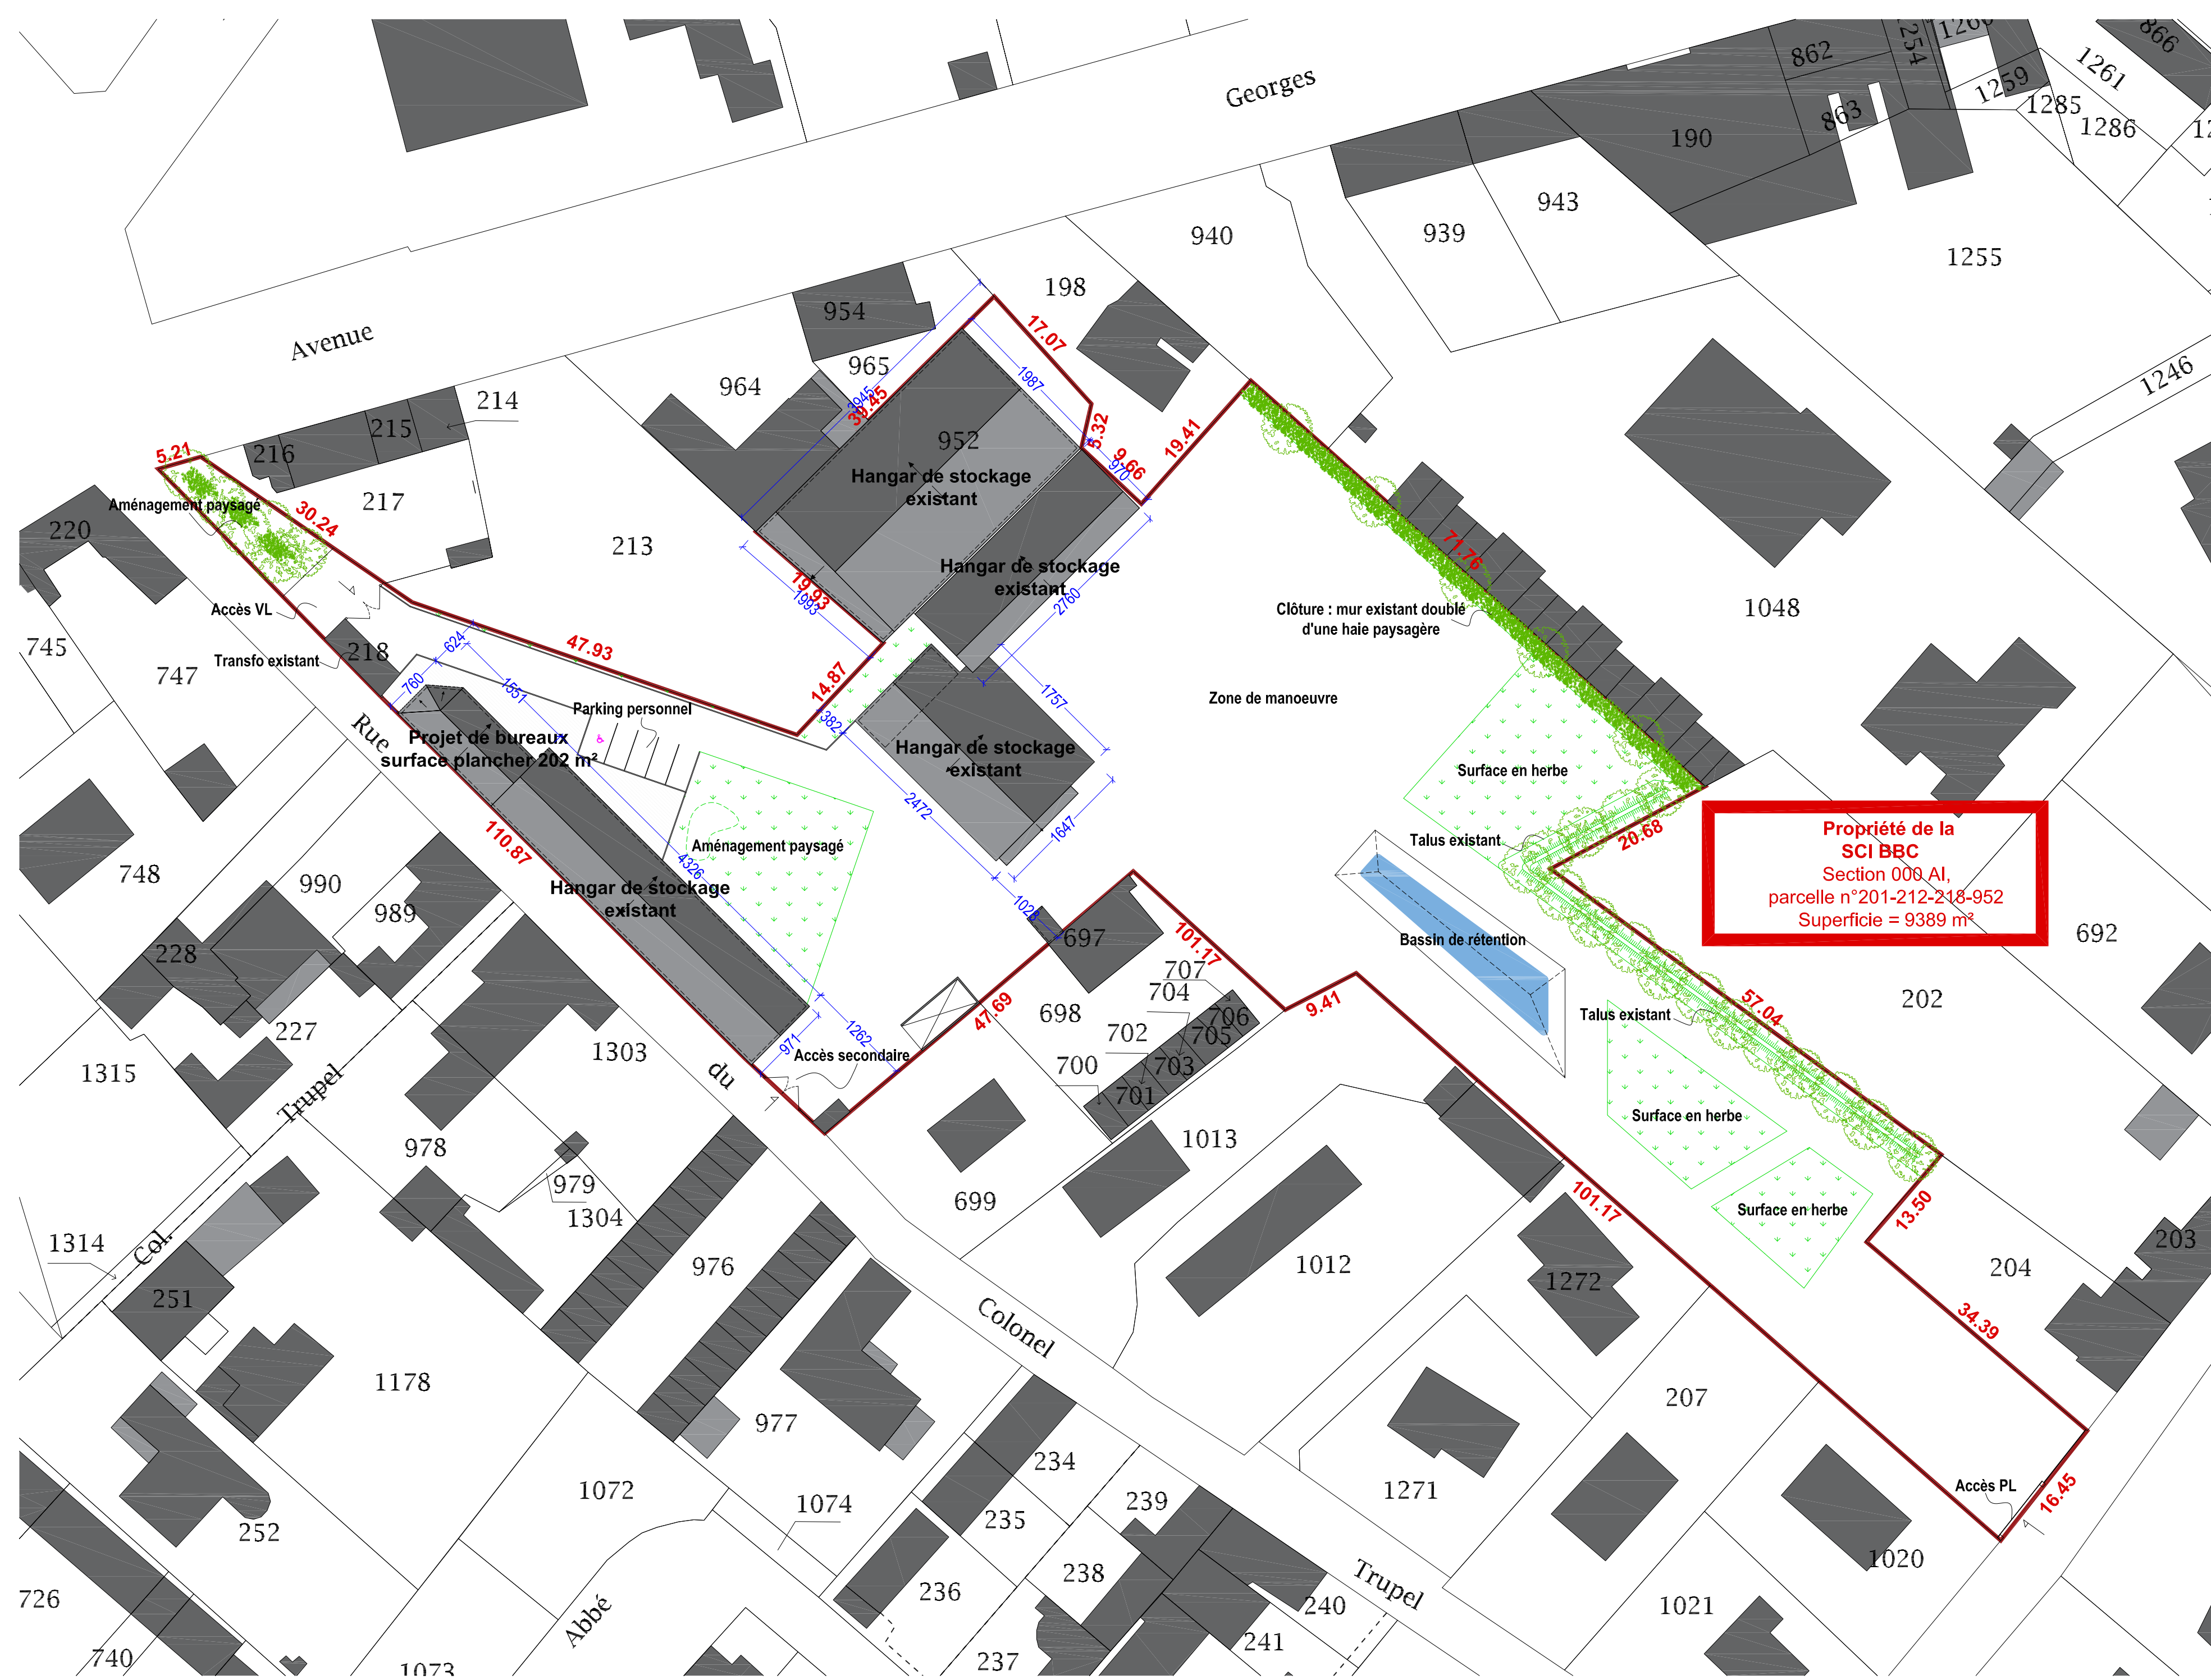 Georges
Avenue
862
1254
1260
866
1261
1259
1285
1286
863
190
943
939
940
1255
1246
198
954
965
964
214
215
216
217
213
220
218
745
747
748
952
1048
5.21
30.24
47.93
14.87
19.93
39.45
17.07
5.32
9.66
19.41
71.76
20.68
57.04
13.50
34.39
16.45
101.17
9.41
101.17
47.69
110.87
3945
1987
970
2760
1993
624
760
1551
382
1757
2472
1647
4326
1028
1262
971
Aménagement paysagé
Accès VL
Transfo existant
Hangar de stockage
existant
Hangar de stockage
existant
Hangar de stockage
existant
Parking personnel
Projet de bureaux
surface plancher 202 m²
Aménagement paysagé
Hangar de stockage
existant
Accès secondaire
Clôture : mur existant doublé
d'une haie paysagère
Zone de manoeuvre
Surface en herbe
Talus existant
Bassin de rétention
Talus existant
Surface en herbe
Surface en herbe
Accès PL
Propriété de la
SCI BBC
Section 000 AI,
parcelle n°201-212-218-952
Superficie = 9389 m²
Rue
du
Colonel
Trupel
Trupel
Col.
Abbé
990
989
228
227
1315
1314
1303
978
979
1304
251
252
1178
976
977
1072
1073
1074
726
740
697
698
707
704
706
702
705
700
703
701
1013
699
1012
1272
1271
207
202
692
203
204
1020
1021
234
235
236
237
238
239
240
241